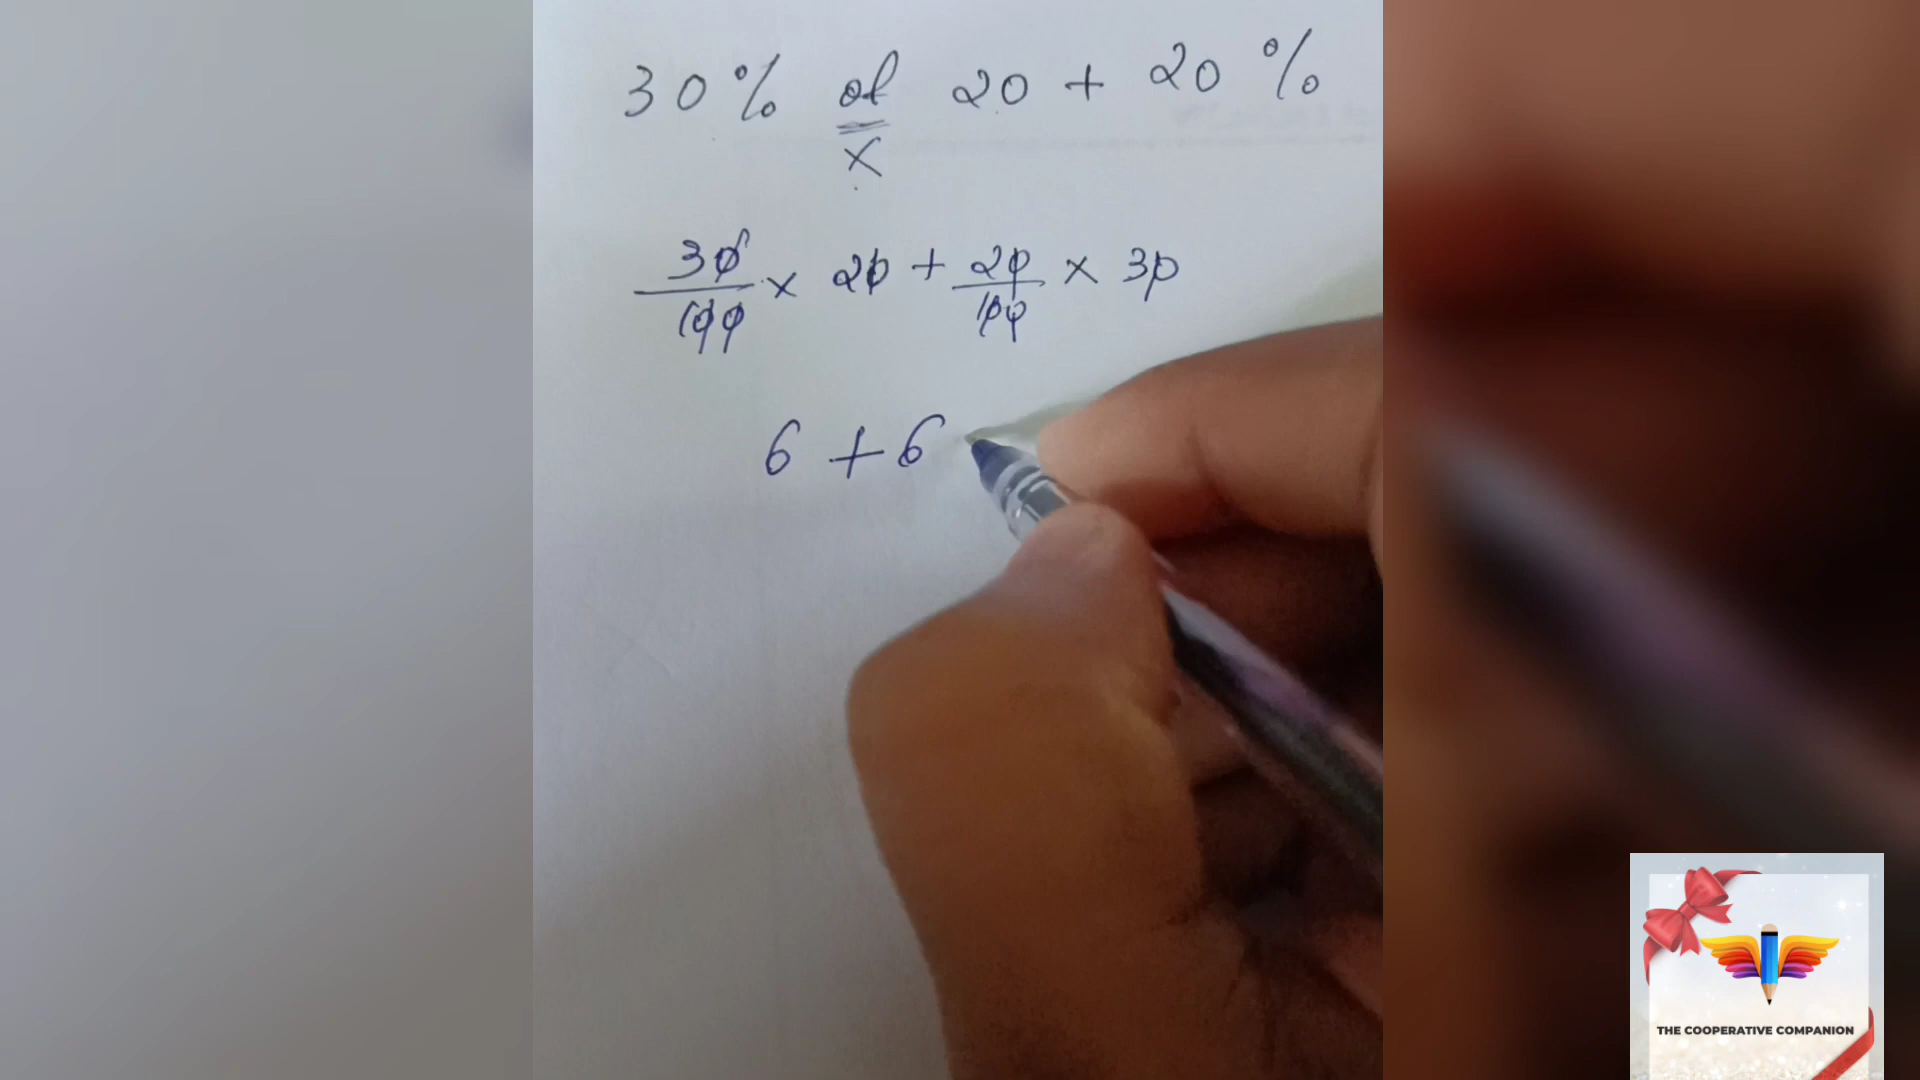 30% of 20 + 20%
×
30/100 × 20 + 20/100 × 30
6 + 6
THE COOPERATIVE COMPANION